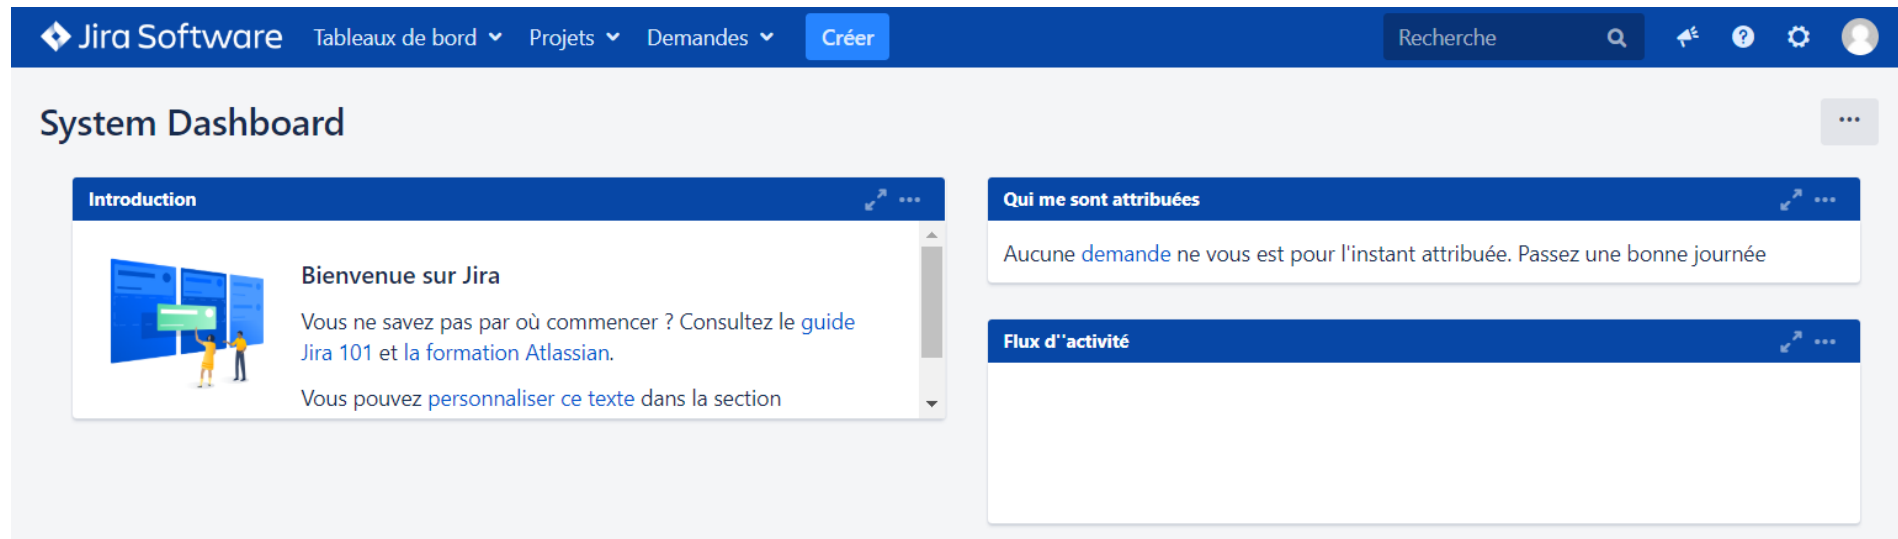 Jira Software Tableaux de bord Projets Demandes Créer Recherche
System Dashboard
Introduction
Bienvenue sur Jira
Vous ne savez pas par où commencer ? Consultez le guide
Jira 101 et la formation Atlassian.
Vous pouvez personnaliser ce texte dans la section
Qui me sont attribuées
Aucune demande ne vous est pour l'instant attribuée. Passez une bonne journée
Flux d''activité